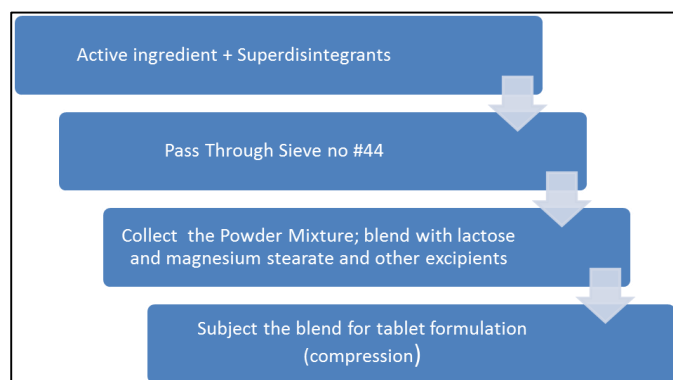 Active ingredient + Superdisintegrants
Pass Through Sieve no #44
Collect the Powder Mixture; blend with lactose
and magnesium stearate and other excipients
Subject the blend for tablet formulation
(compression)